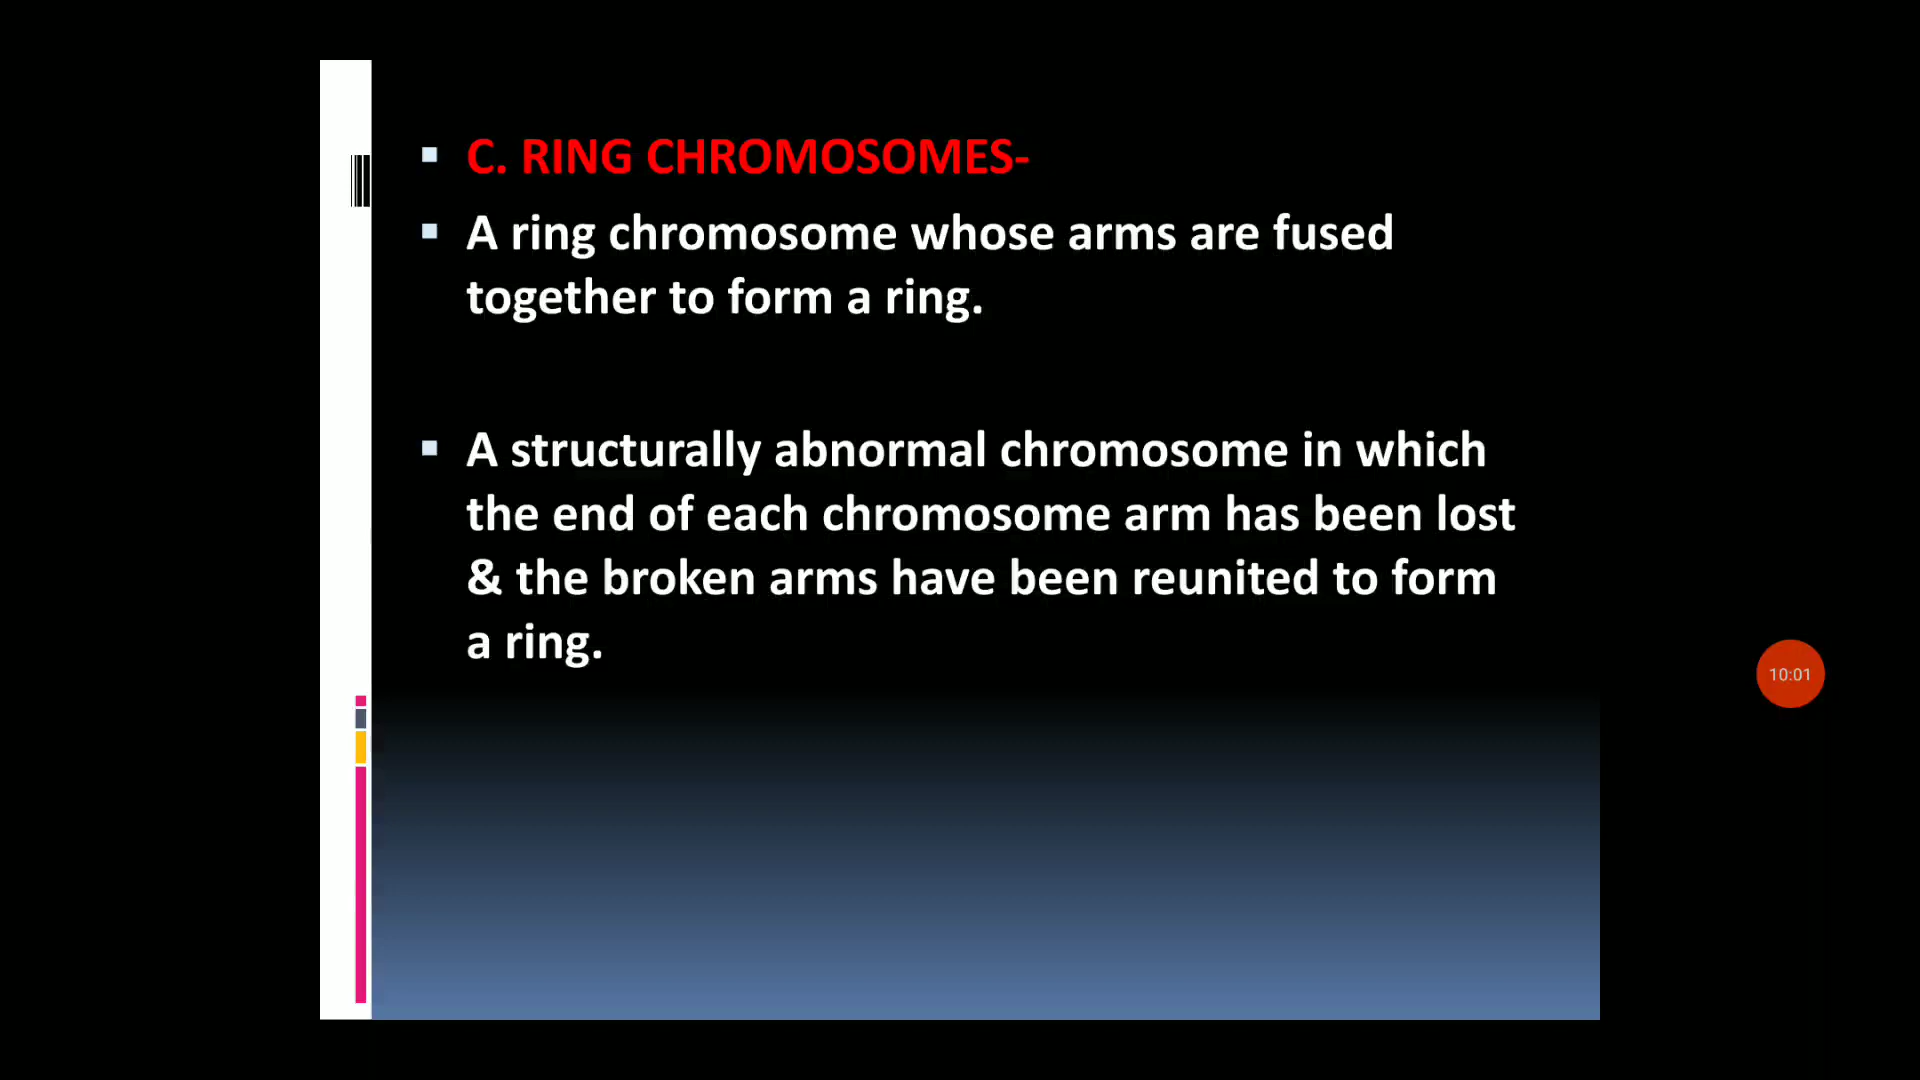 C. RING CHROMOSOMES-
A ring chromosome whose arms are fused
together to form a ring.
A structurally abnormal chromosome in which
the end of each chromosome arm has been lost
& the broken arms have been reunited to form
a ring.
10:01